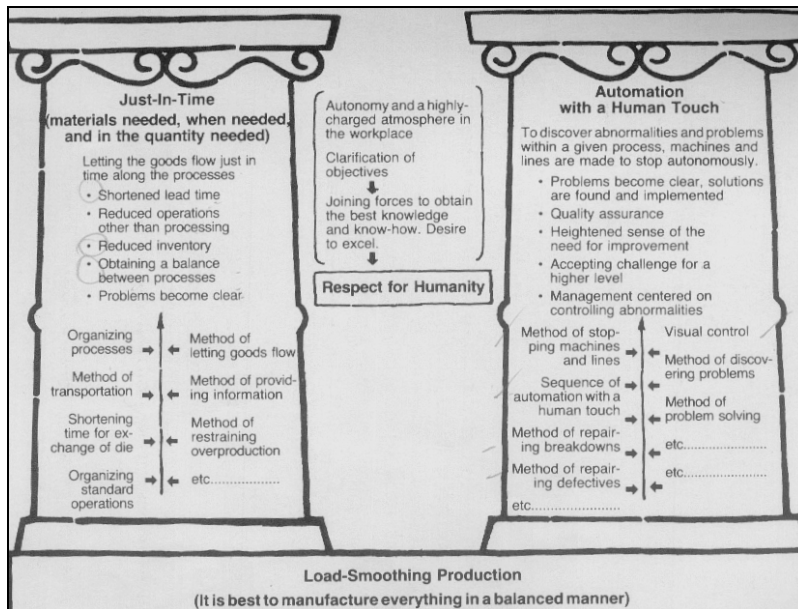 Just-In-Time
(materials needed, when needed,
and in the quantity needed)
Letting the goods flow just in
time along the processes
• Shortened lead time
• Reduced operations
other than processing
• Reduced inventory
• Obtaining a balance
between processes
• Problems become clear
Organizing
processes
Method of
letting goods flow
Method of
transportation
Method of provid-
ing information
Shortening
time for ex-
change of die
Method of
restraining
overproduction
Organizing
standard
operations
etc..................
Autonomy and a highly-
charged atmosphere in
the workplace
Clarification of
objectives
Joining forces to obtain
the best knowledge
and know-how. Desire
to excel.
Respect for Humanity
Automation
with a Human Touch
To discover abnormalities and problems
within a given process, machines and
lines are made to stop autonomously.
• Problems become clear, solutions
are found and implemented
• Quality assurance
• Heightened sense of the
need for improvement
• Accepting challenge for a
higher level
• Management centered on
controlling abnormalities
Method of stop-
ping machines
and lines
Visual control
Method of discov-
ering problems
Sequence of
automation with a
human touch
Method of
problem solving
Method of repair-
ing breakdowns
etc..................
Method of repair-
ing defectives
etc..................
etc......................
Load-Smoothing Production
(It is best to manufacture everything in a balanced manner)